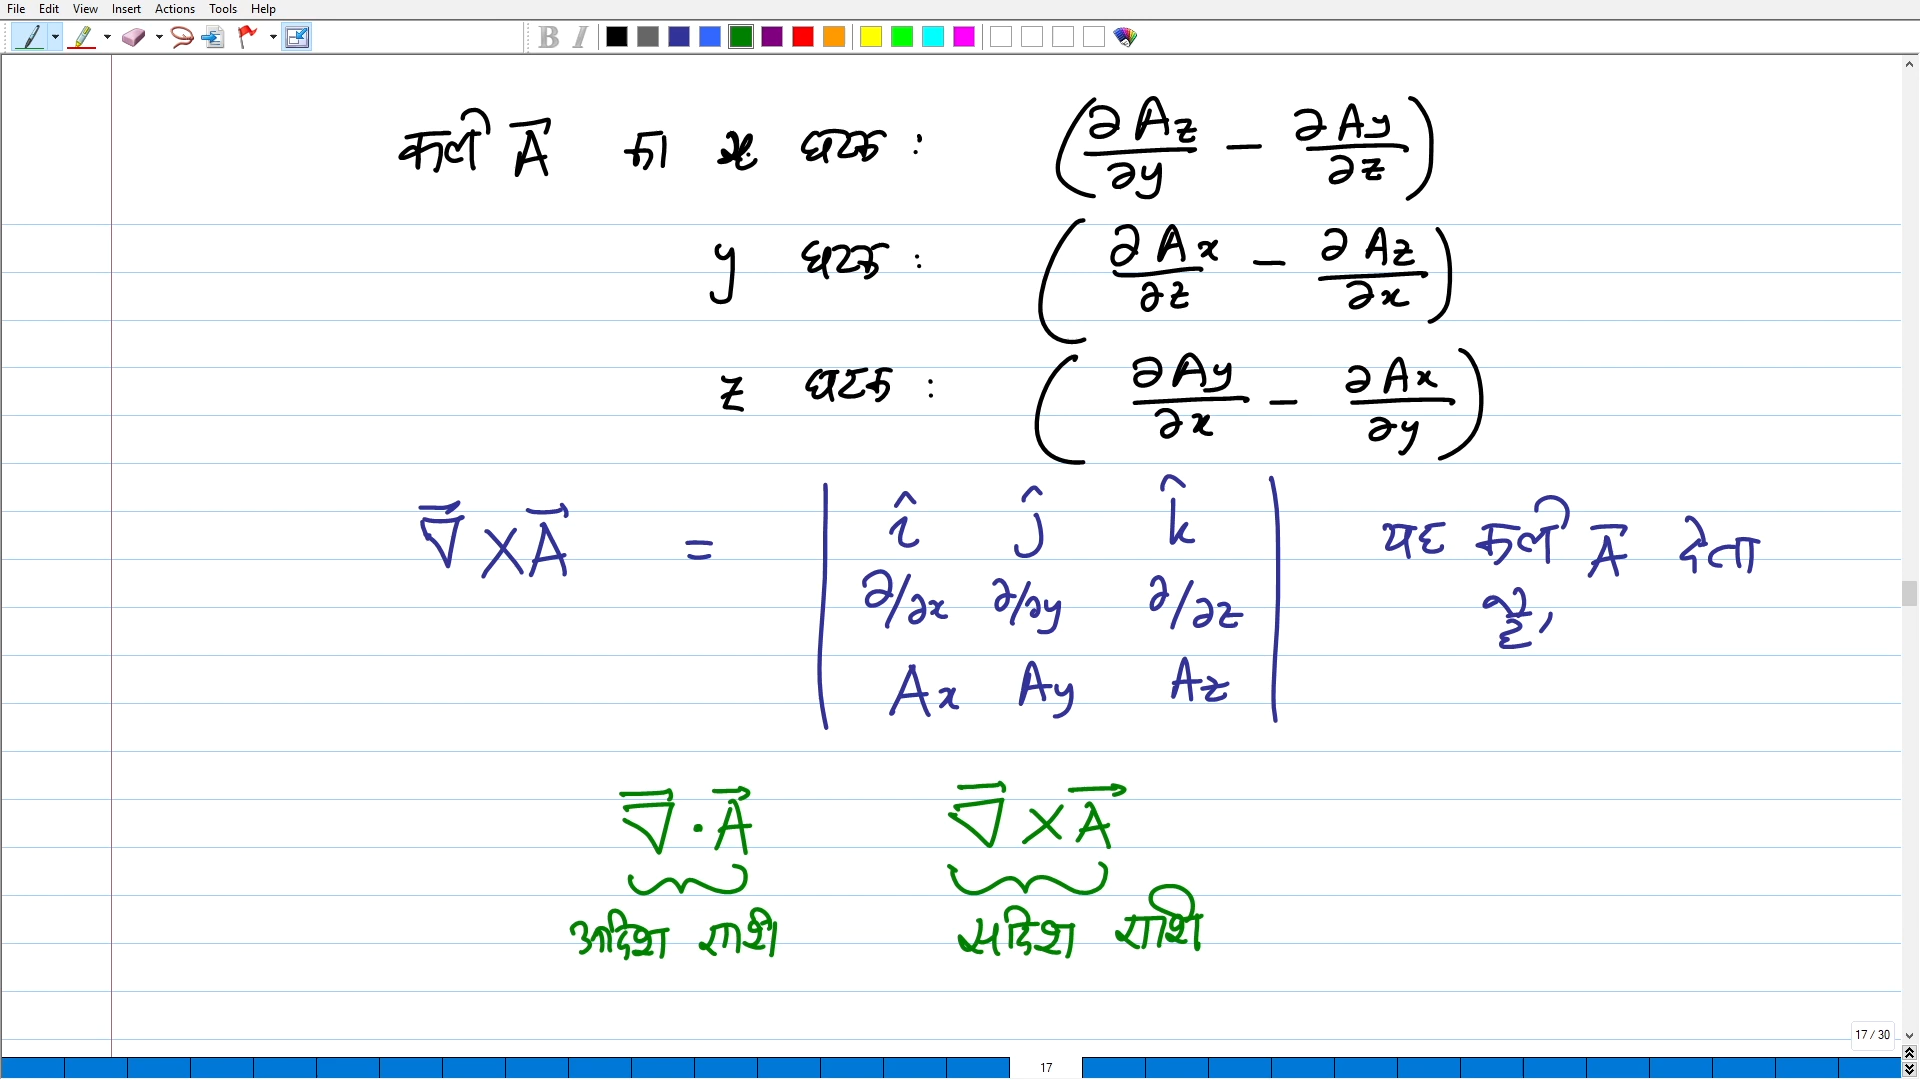 File Edit View Insert Actions Tools Help
कर्ल A⃗ का x घटक : (∂Az/∂y − ∂Ay/∂z)
y घटक : (∂Ax/∂z − ∂Az/∂x)
z घटक : (∂Ay/∂x − ∂Ax/∂y)
∇⃗ × A⃗ = | î ĵ k̂ | यह कर्ल A⃗ देता
| ∂/∂x ∂/∂y ∂/∂z | है,
| Ax Ay Az |
∇⃗ · A⃗ ∇⃗ × A⃗
अदिश राशी सदिश राशि
17 / 30
17